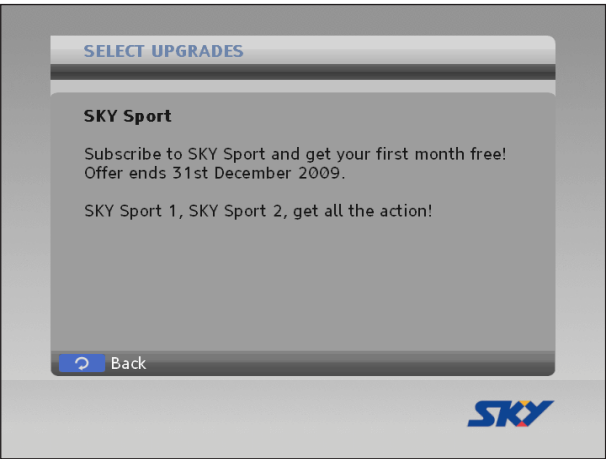 SELECT UPGRADES
SKY Sport
Subscribe to SKY Sport and get your first month free!
Offer ends 31st December 2009.
SKY Sport 1, SKY Sport 2, get all the action!
Back
SKY